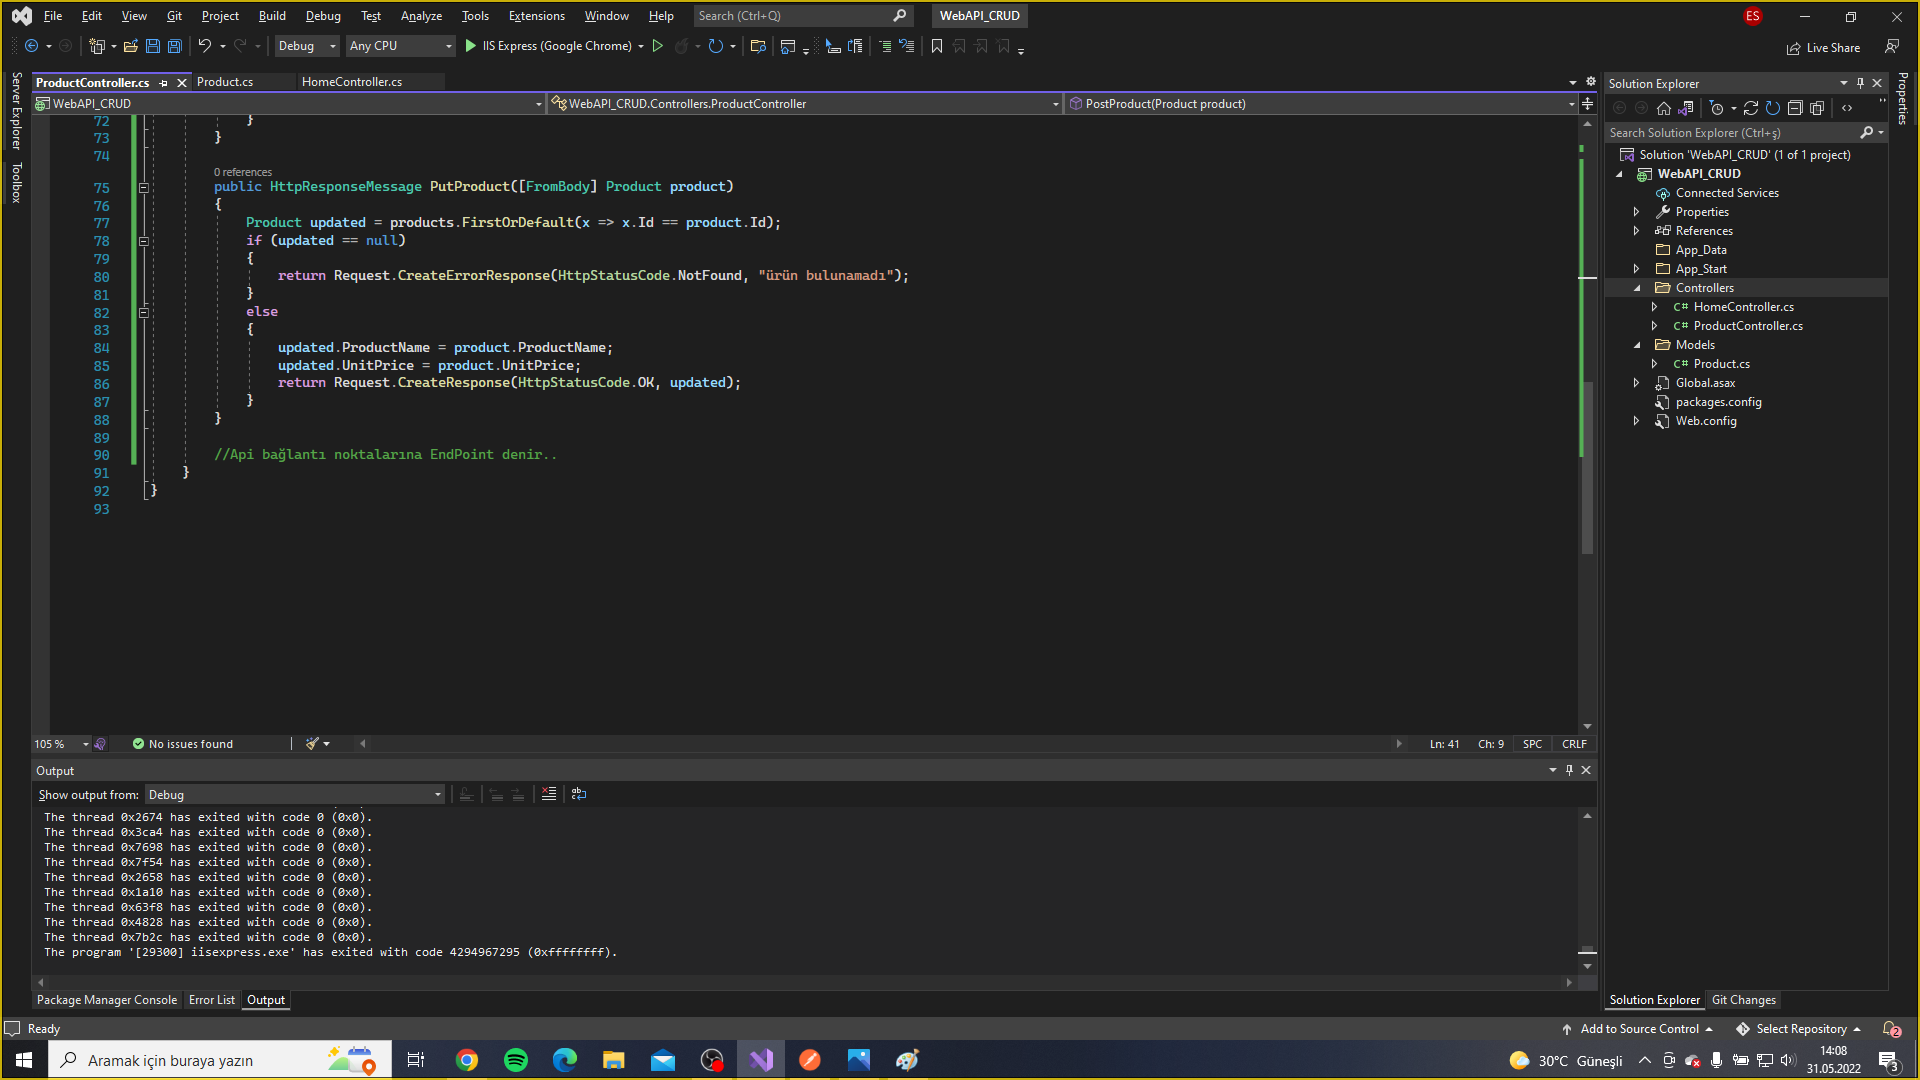 File Edit View Git Project Build Debug Test Analyze Tools Extensions Window Help Search (Ctrl+Q) WebAPI_CRUD ES
Debug Any CPU IIS Express (Google Chrome) Live Share
Server Explorer
Toolbox
ProductController.cs Product.cs HomeController.cs
WebAPI_CRUD WebAPI_CRUD.Controllers.ProductController PostProduct(Product product)
72 }
73 }
74
0 references
75 public HttpResponseMessage PutProduct([FromBody] Product product)
76 {
77 Product updated = products.FirstOrDefault(x => x.Id == product.Id);
78 if (updated == null)
79 {
80 return Request.CreateErrorResponse(HttpStatusCode.NotFound, "ürün bulunamadı");
81 }
82 else
83 {
84 updated.ProductName = product.ProductName;
85 updated.UnitPrice = product.UnitPrice;
86 return Request.CreateResponse(HttpStatusCode.OK, updated);
87 }
88 }
89
90 //Api bağlantı noktalarına EndPoint denir..
91 }
92 }
93
105 % No issues found Ln: 41 Ch: 9 SPC CRLF
Output
Show output from: Debug
The thread 0x2674 has exited with code 0 (0x0).
The thread 0x3ca4 has exited with code 0 (0x0).
The thread 0x7698 has exited with code 0 (0x0).
The thread 0x7f54 has exited with code 0 (0x0).
The thread 0x2658 has exited with code 0 (0x0).
The thread 0x1a10 has exited with code 0 (0x0).
The thread 0x63f8 has exited with code 0 (0x0).
The thread 0x4828 has exited with code 0 (0x0).
The thread 0x7b2c has exited with code 0 (0x0).
The program '[29300] iisexpress.exe' has exited with code 4294967295 (0xffffffff).
Package Manager Console Error List Output
Solution Explorer
Search Solution Explorer (Ctrl+ş)
Solution 'WebAPI_CRUD' (1 of 1 project)
WebAPI_CRUD
Connected Services
Properties
References
App_Data
App_Start
Controllers
C# HomeController.cs
C# ProductController.cs
Models
C# Product.cs
Global.asax
packages.config
Web.config
Solution Explorer Git Changes
Properties
Ready Add to Source Control Select Repository 2
Aramak için buraya yazın 30°C Güneşli 14:08
31.05.2022 3